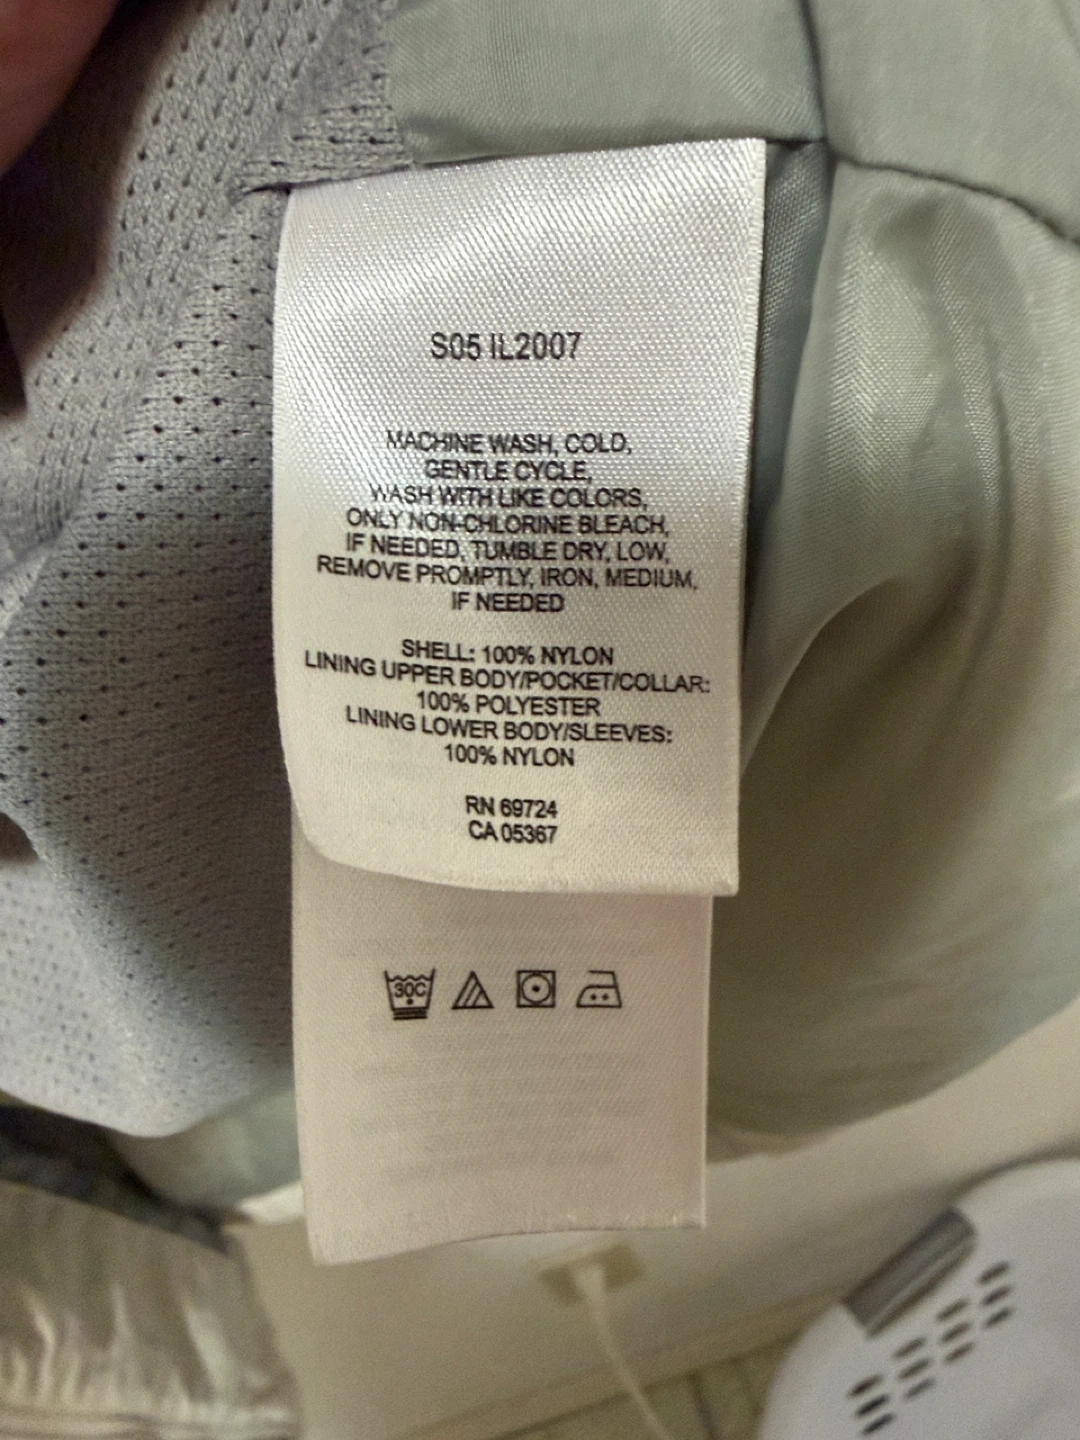 S05 IL2007
MACHINE WASH, COLD,
GENTLE CYCLE,
WASH WITH LIKE COLORS,
ONLY NON-CHLORINE BLEACH,
IF NEEDED, TUMBLE DRY, LOW,
REMOVE PROMPTLY, IRON, MEDIUM,
IF NEEDED
SHELL: 100% NYLON
LINING UPPER BODY/POCKET/COLLAR:
100% POLYESTER
LINING LOWER BODY/SLEEVES:
100% NYLON
RN 69724
CA 05367
30C